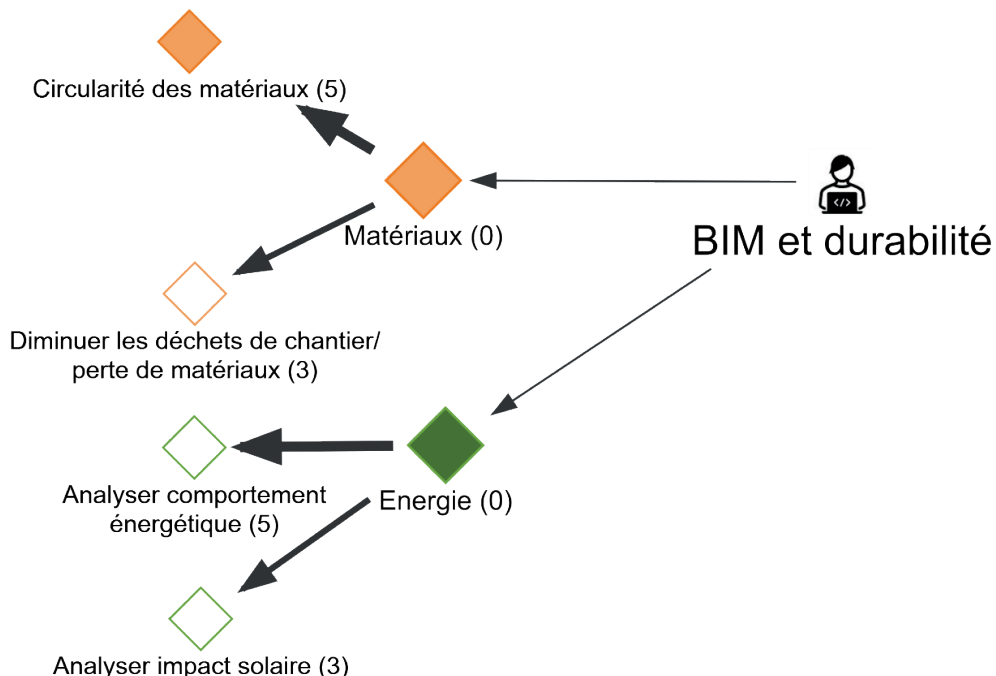 Circularité des matériaux (5)
Matériaux (0)
</>
BIM et durabilité
Diminuer les déchets de chantier/
perte de matériaux (3)
Analyser comportement
énergétique (5)
Energie (0)
Analyser impact solaire (3)